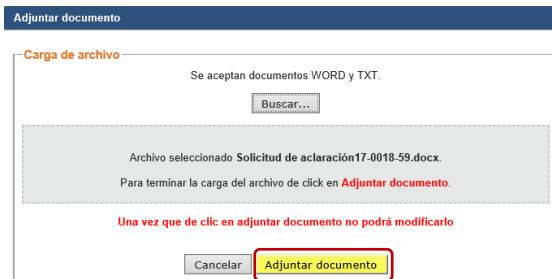 Adjuntar documento
Carga de archivo
Se aceptan documentos WORD y TXT.
Buscar...
Archivo seleccionado Solicitud de aclaración17-0018-59.docx.
Para terminar la carga del archivo de click en Adjuntar documento.
Una vez que de clic en adjuntar documento no podrá modificarlo
Cancelar Adjuntar documento